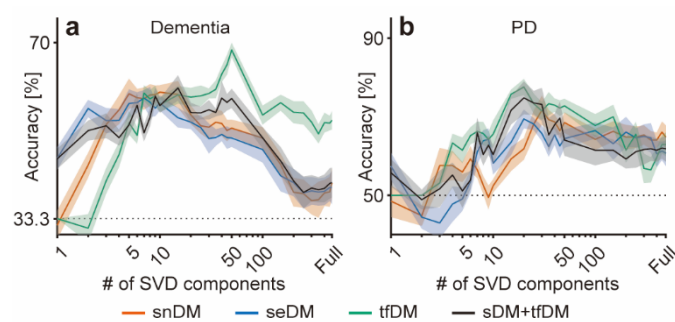 a Dementia
b PD
Accuracy [%]
70
33.3
1
5
10
50
100
Full
# of SVD components
Accuracy [%]
90
50
1
5
10
50
100
Full
# of SVD components
snDM seDM tfDM sDM+tfDM